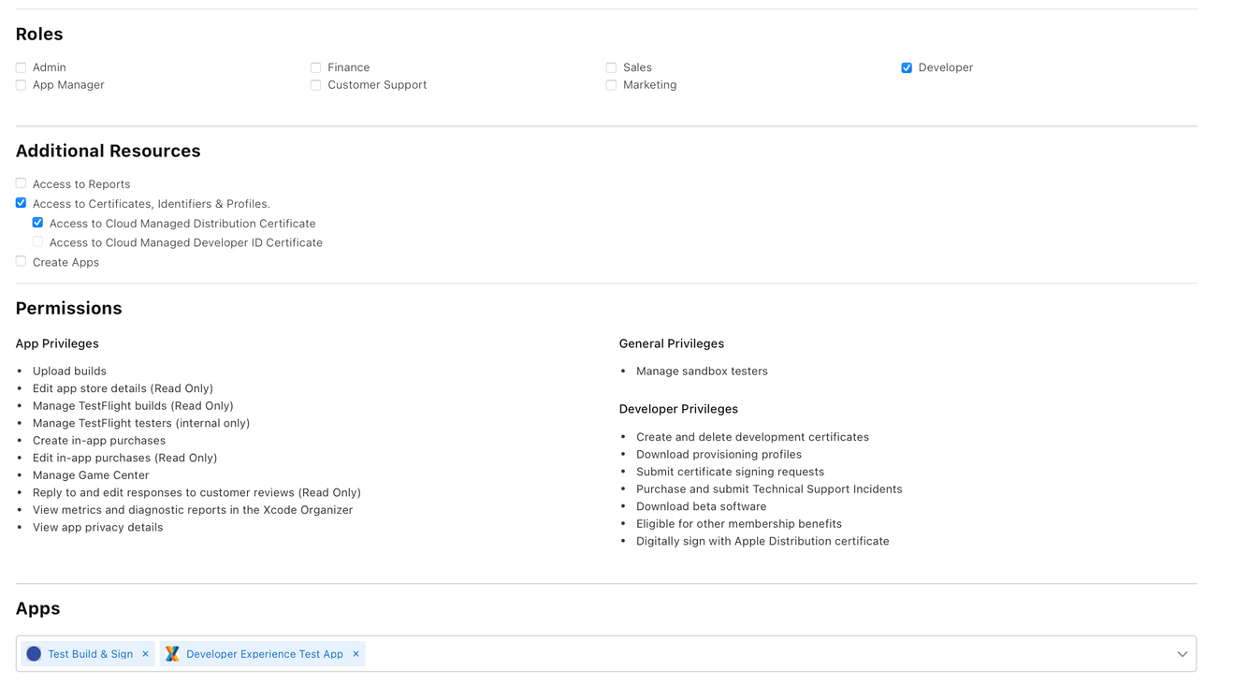 Roles
Admin
Finance
Sales
Developer
App Manager
Customer Support
Marketing
Additional Resources
Access to Reports
Access to Certificates, Identifiers & Profiles.
Access to Cloud Managed Distribution Certificate
Access to Cloud Managed Developer ID Certificate
Create Apps
Permissions
App Privileges
• Upload builds
• Edit app store details (Read Only)
• Manage TestFlight builds (Read Only)
• Manage TestFlight testers (internal only)
• Create in-app purchases
• Edit in-app purchases (Read Only)
• Manage Game Center
• Reply to and edit responses to customer reviews (Read Only)
• View metrics and diagnostic reports in the Xcode Organizer
• View app privacy details
General Privileges
• Manage sandbox testers
Developer Privileges
• Create and delete development certificates
• Download provisioning profiles
• Submit certificate signing requests
• Purchase and submit Technical Support Incidents
• Download beta software
• Eligible for other membership benefits
• Digitally sign with Apple Distribution certificate
Apps
Test Build & Sign ×
Developer Experience Test App ×